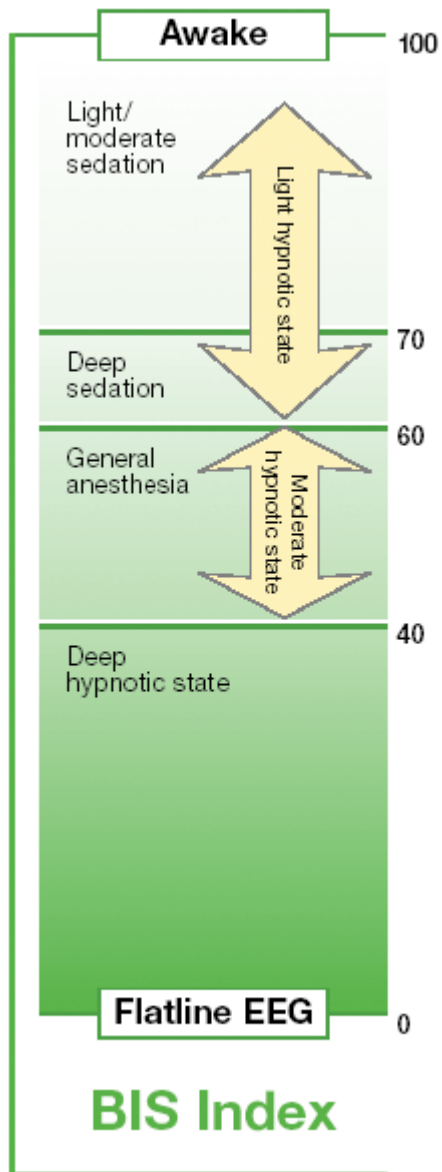 Awake
100
Light/
moderate
sedation
Light hypnotic state
70
Deep
sedation
60
General
anesthesia
Moderate
hypnotic state
40
Deep
hypnotic state
Flatline EEG
0
BIS Index